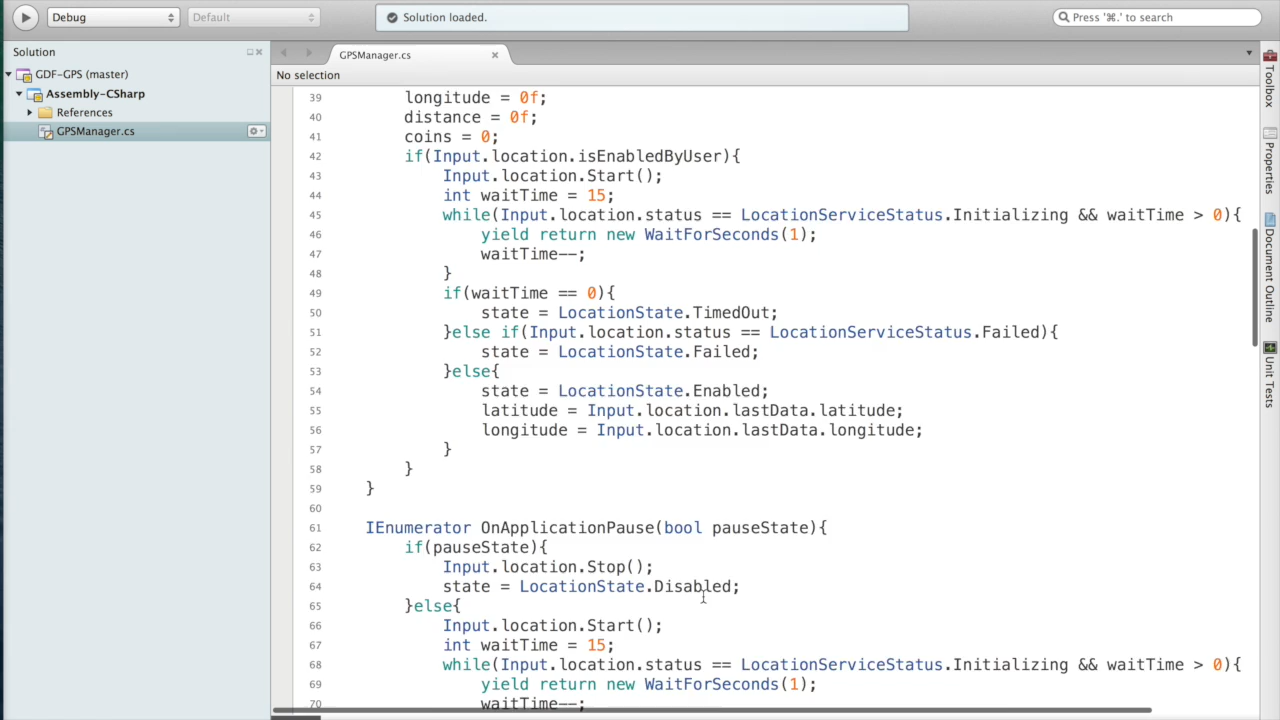 Debug
Default
Solution loaded.
Press '⌘.' to search
Solution
GDF-GPS (master)
Assembly-CSharp
References
GPSManager.cs
GPSManager.cs
No selection
39 longitude = 0f;
40 distance = 0f;
41 coins = 0;
42 if(Input.location.isEnabledByUser){
43 Input.location.Start();
44 int waitTime = 15;
45 while(Input.location.status == LocationServiceStatus.Initializing && waitTime > 0){
46 yield return new WaitForSeconds(1);
47 waitTime--;
48 }
49 if(waitTime == 0){
50 state = LocationState.TimedOut;
51 }else if(Input.location.status == LocationServiceStatus.Failed){
52 state = LocationState.Failed;
53 }else{
54 state = LocationState.Enabled;
55 latitude = Input.location.lastData.latitude;
56 longitude = Input.location.lastData.longitude;
57 }
58 }
59 }
60
61 IEnumerator OnApplicationPause(bool pauseState){
62 if(pauseState){
63 Input.location.Stop();
64 state = LocationState.Disabled;
65 }else{
66 Input.location.Start();
67 int waitTime = 15;
68 while(Input.location.status == LocationServiceStatus.Initializing && waitTime > 0){
69 yield return new WaitForSeconds(1);
70 waitTime--;
Toolbox
Properties
Document Outline
Unit Tests